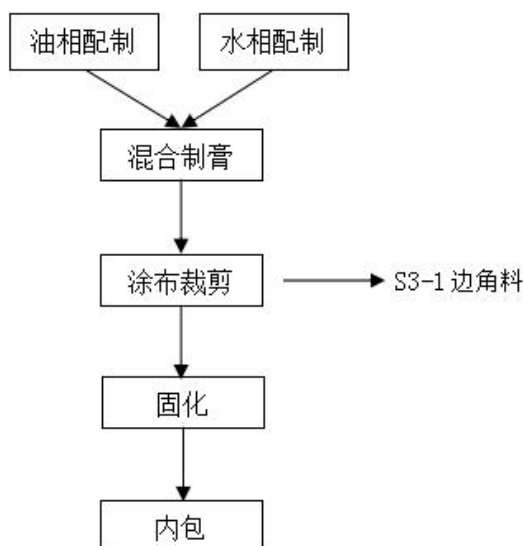 油相配制
水相配制
混合制膏
涂布裁剪
S3-1 边角料
固化
内包